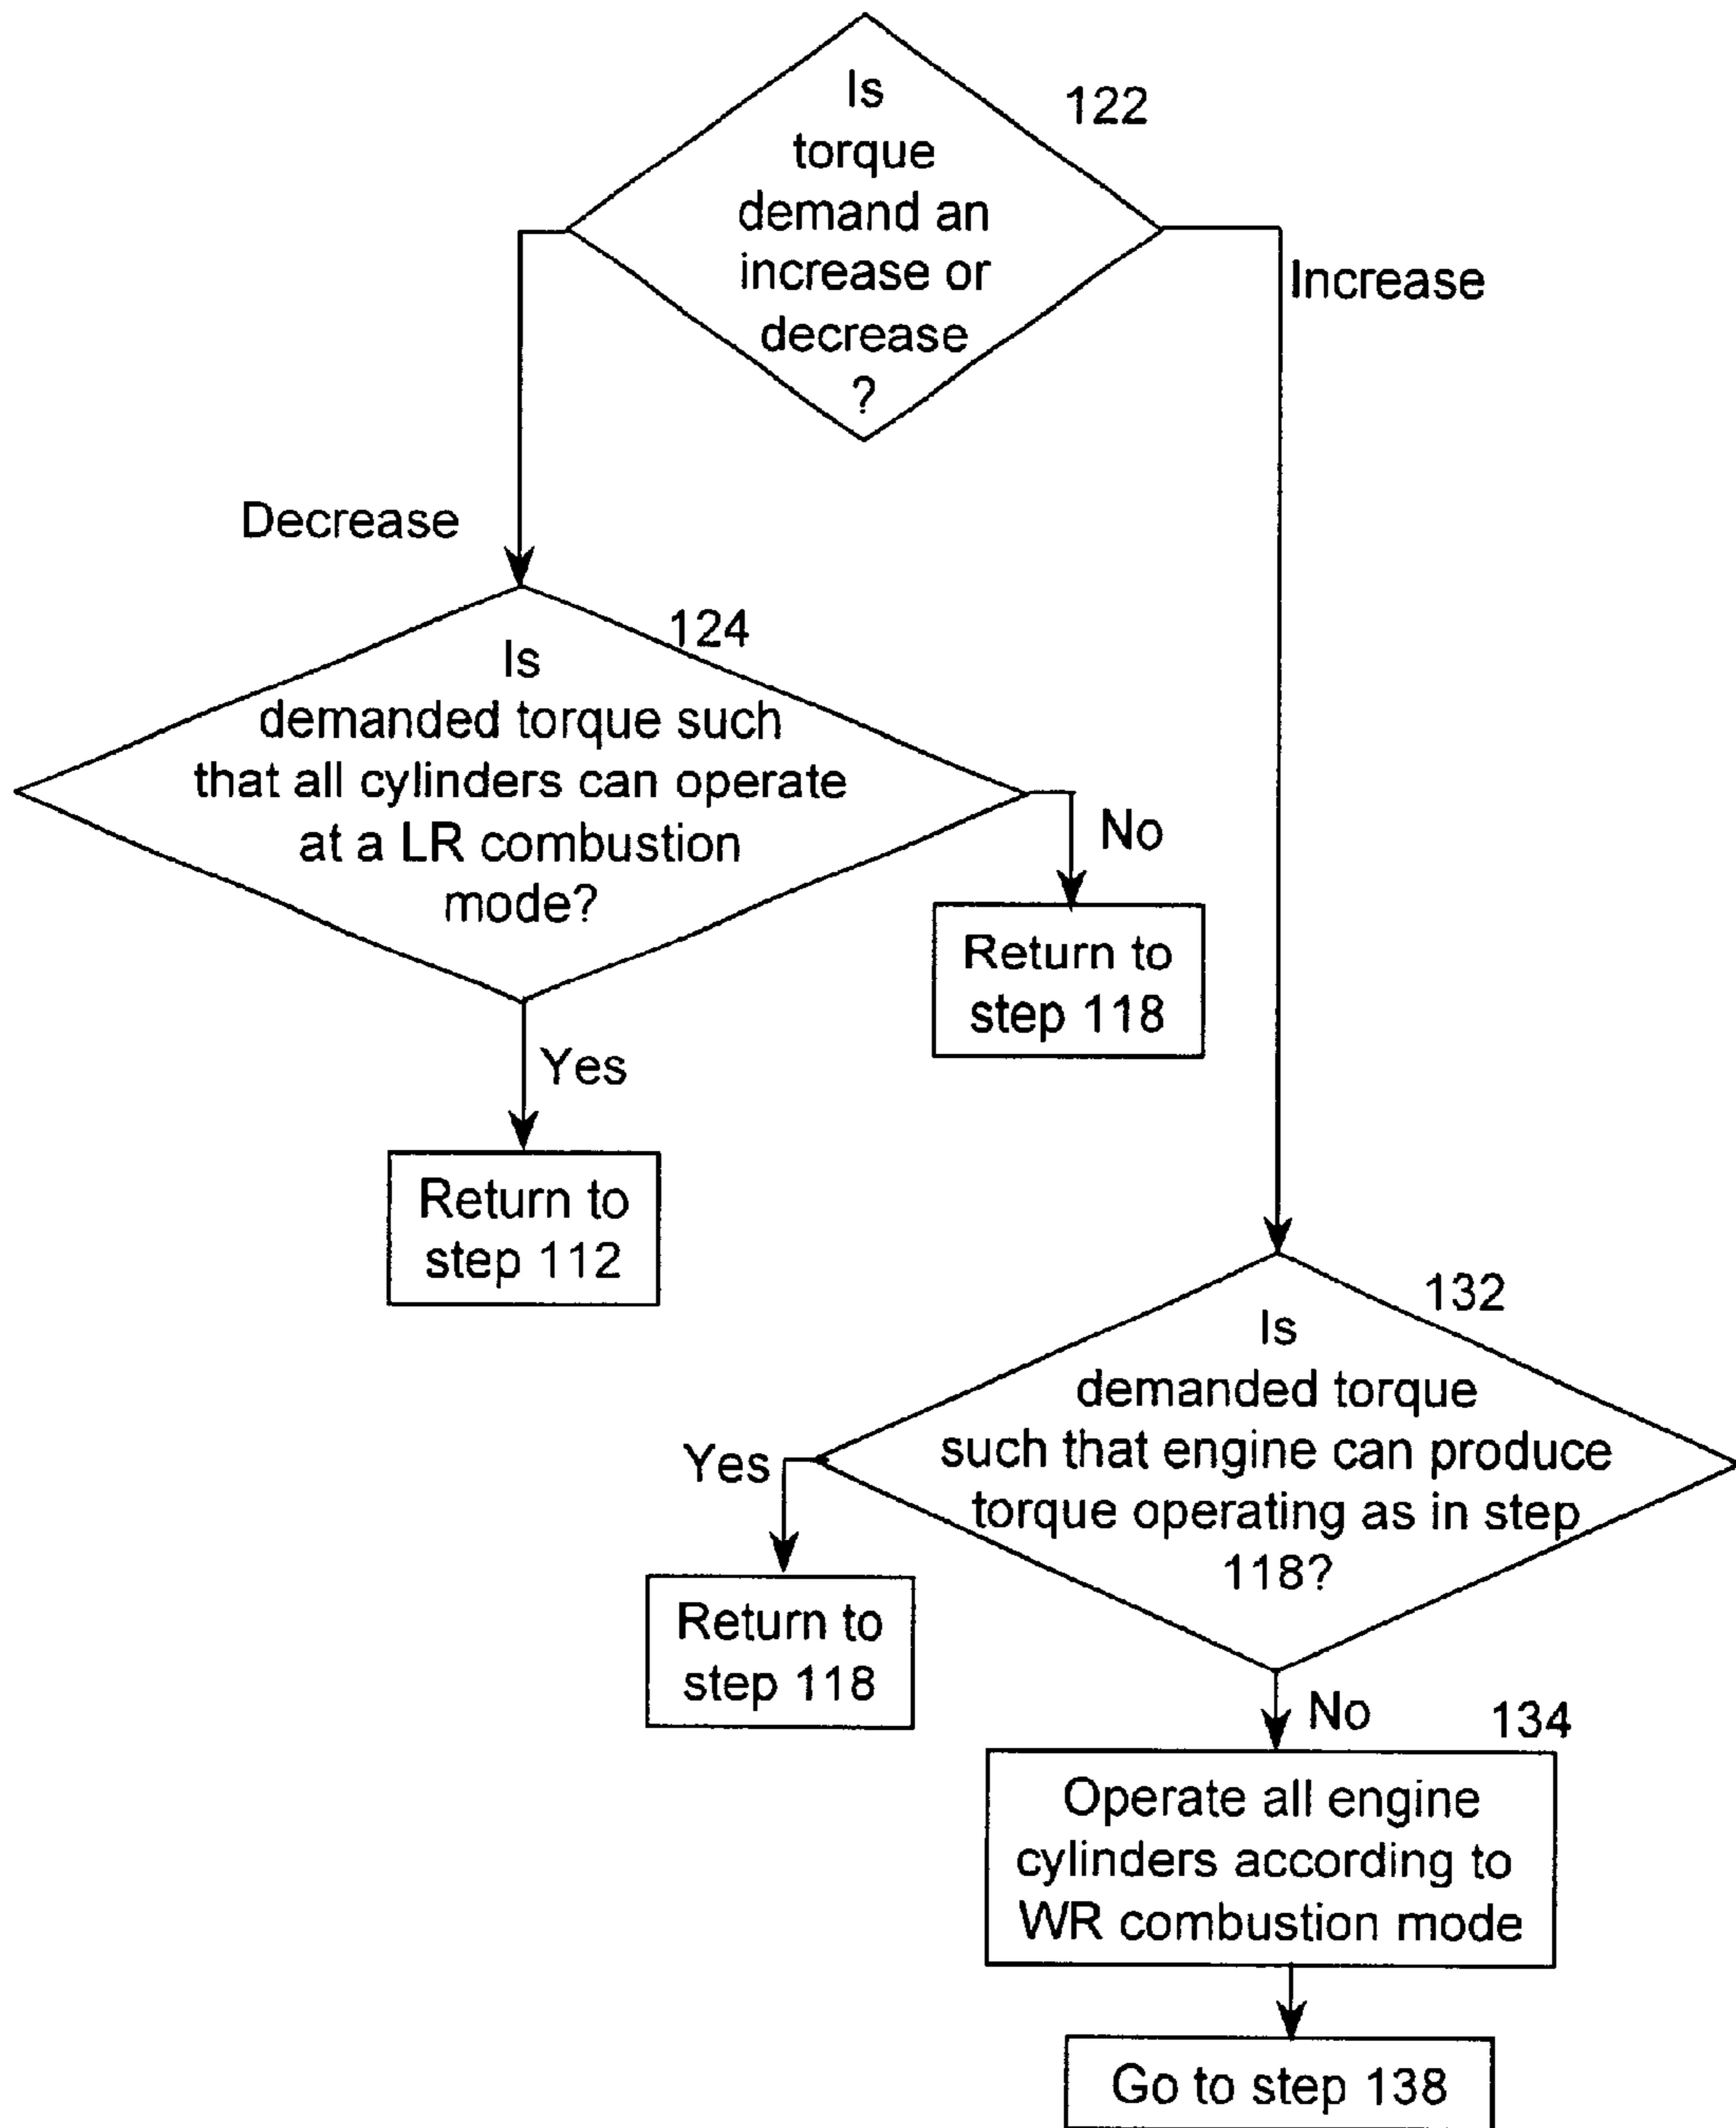 Is
torque
demand an
increase or
decrease
?
122
Increase
Decrease
124
Is
demanded torque such
that all cylinders can operate
at a LR combustion
mode?
No
Return to
step 118
Yes
Return to
step 112
132
Is
demanded torque
such that engine can produce
torque operating as in step
118?
Yes
Return to
step 118
No
134
Operate all engine
cylinders according to
WR combustion mode
Go to step 138